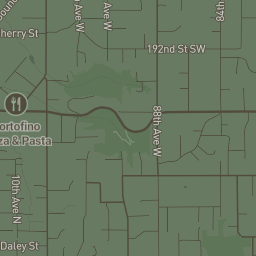 84th
Ave W
herry St
192nd St SW
ortofino
za & Pasta
88th Ave W
10th Ave N
Daley St